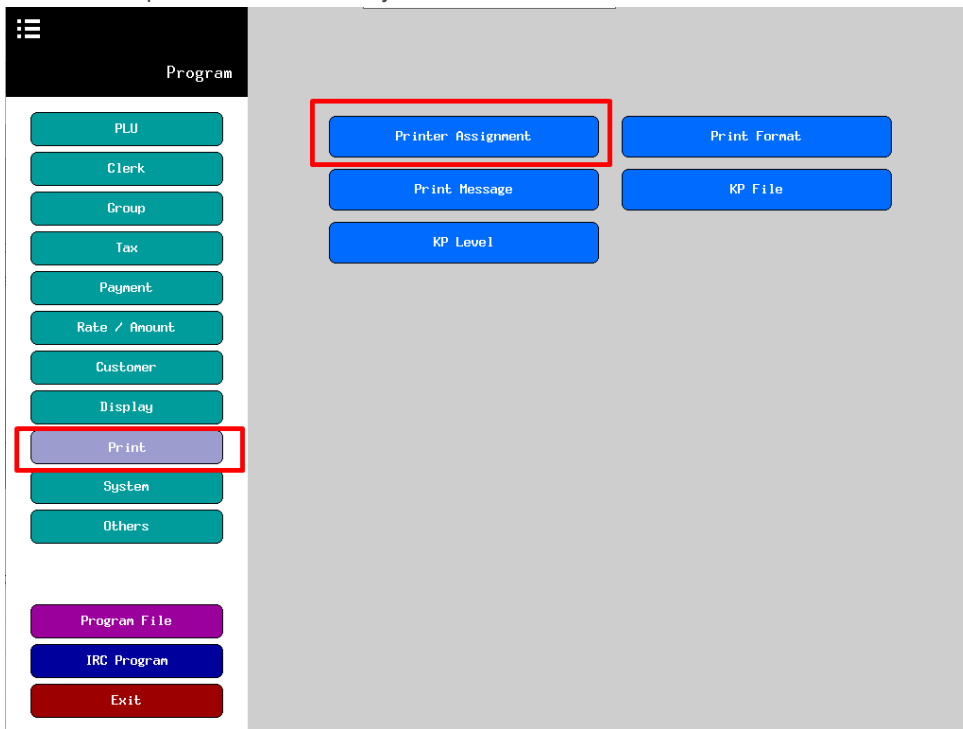 Program
PLU
Clerk
Group
Tax
Payment
Rate / Amount
Customer
Display
Print
System
Others
Program File
IRC Program
Exit
Printer Assignment
Print Format
Print Message
KP File
KP Level